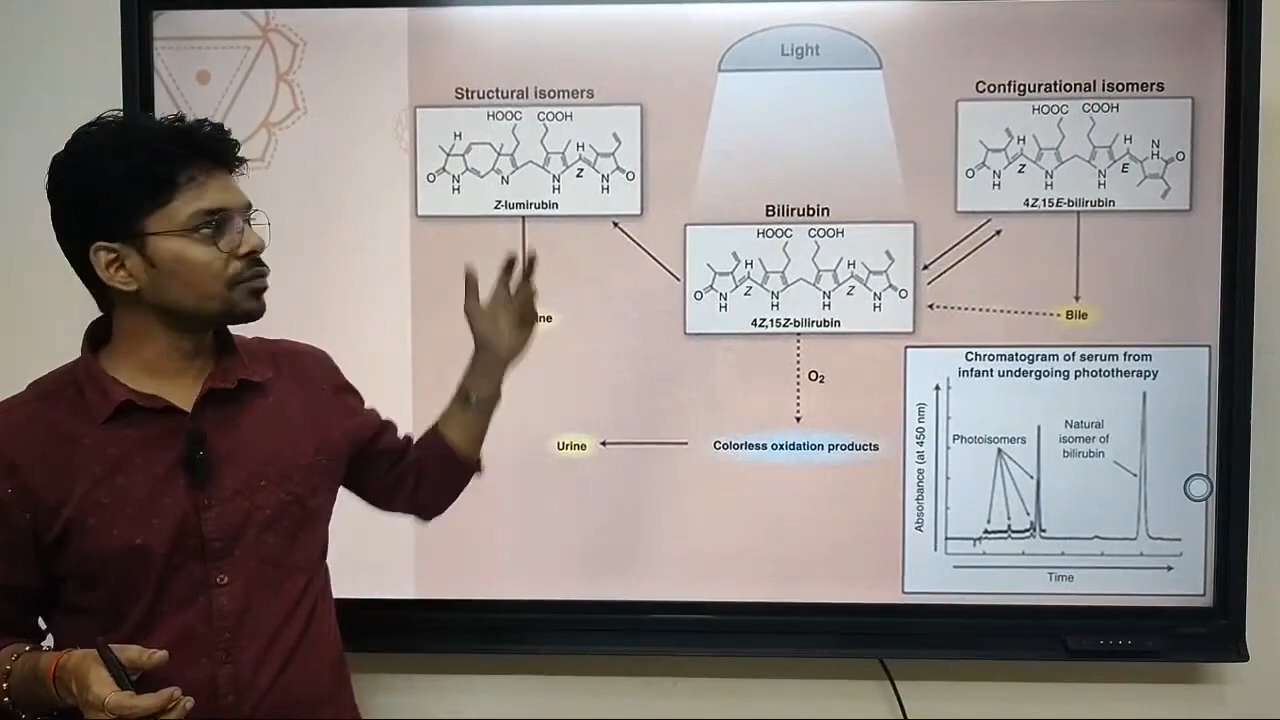 Light
Structural isomers
HOOC COOH
H
H
Z
O
N
H
N
N
H
N
H
O
Z-lumirubin
Configurational isomers
HOOC COOH
H
H
N
H
O
O
N
H
Z
N
H
N
H
E
4Z,15E-bilirubin
Bilirubin
HOOC COOH
H
H
O
N
H
Z
N
H
N
H
Z
N
H
O
4Z,15Z-bilirubin
Bile
O2
Urine
Colorless oxidation products
Chromatogram of serum from
infant undergoing phototherapy
Absorbance (at 450 nm)
Photoisomers
Natural
isomer of
bilirubin
Time